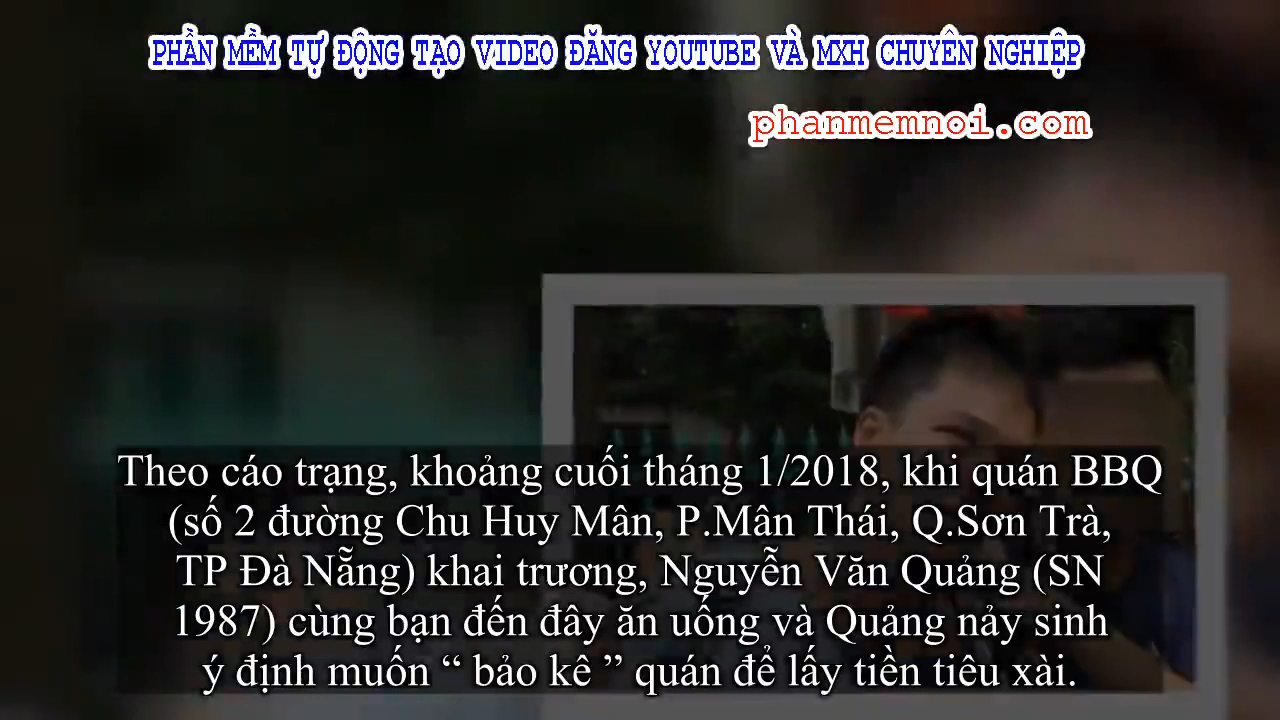 PHẦN MỀM TỰ ĐỘNG TẠO VIDEO ĐĂNG YOUTUBE VÀ MXH CHUYÊN NGHIỆP
phanmemnoi.com
Theo cáo trạng, khoảng cuối tháng 1/2018, khi quán BBQ
(số 2 đường Chu Huy Mân, P.Mân Thái, Q.Sơn Trà,
TP Đà Nẵng) khai trương, Nguyễn Văn Quảng (SN
1987) cùng bạn đến đây ăn uống và Quảng nảy sinh
ý định muốn “ bảo kê ” quán để lấy tiền tiêu xài.